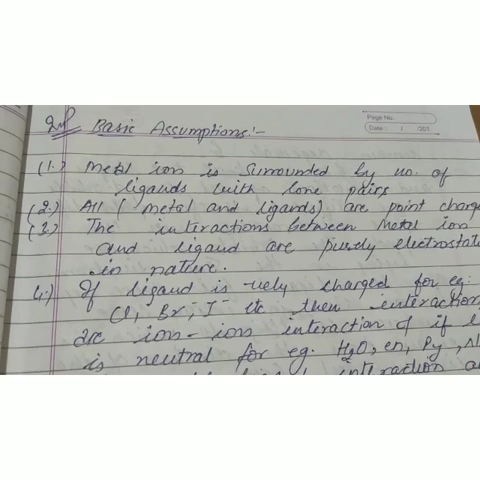 Imp Basic Assumptions:-
Page No.
Date / /201
(1.) Metal ion is surrounded by no. of
ligands with lone pairs
(2.) All (metal and ligands) are point charge
(3.) The interactions between Metal ion
and ligand are purely electrostat
in nature.
4:) If ligand is -vely charged for eg:
Cl⁻, Br⁻, I⁻ etc then interaction
are ion-ion interaction & if
is neutral for eg. H2O, en, Py,
interaction